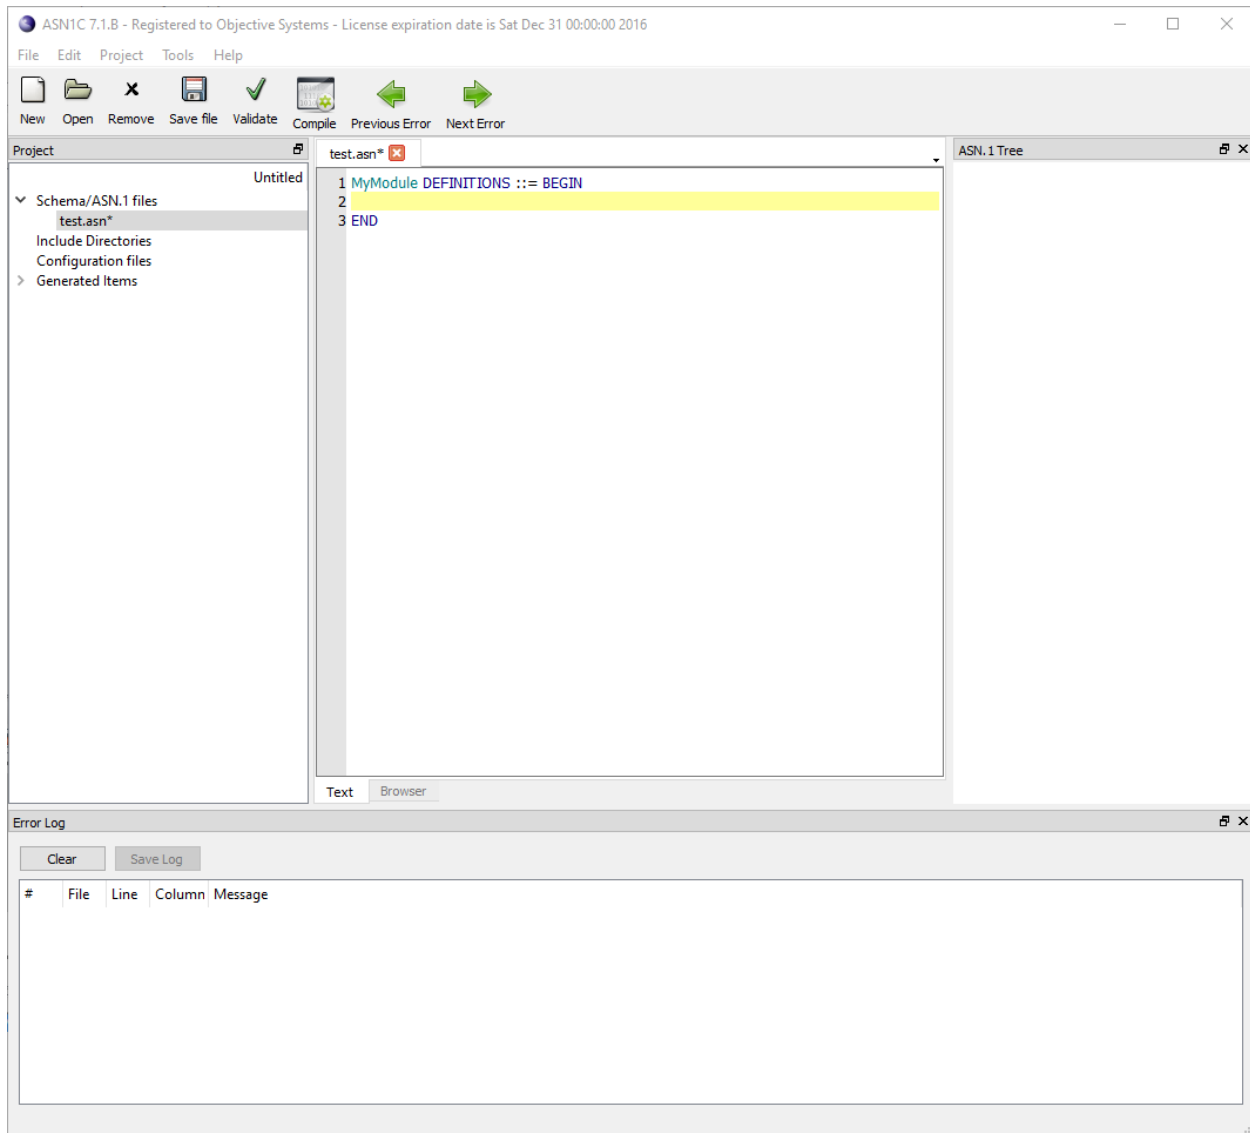 ASN1C 7.1.B - Registered to Objective Systems - License expiration date is Sat Dec 31 00:00:00 2016
File Edit Project Tools Help
New Open Remove Save file Validate Compile Previous Error Next Error
Project
Untitled
Schema/ASN.1 files
test.asn*
Include Directories
Configuration files
Generated Items
test.asn*
1 MyModule DEFINITIONS ::= BEGIN
2
3 END
Text Browser
ASN.1 Tree
Error Log
Clear Save Log
# File Line Column Message